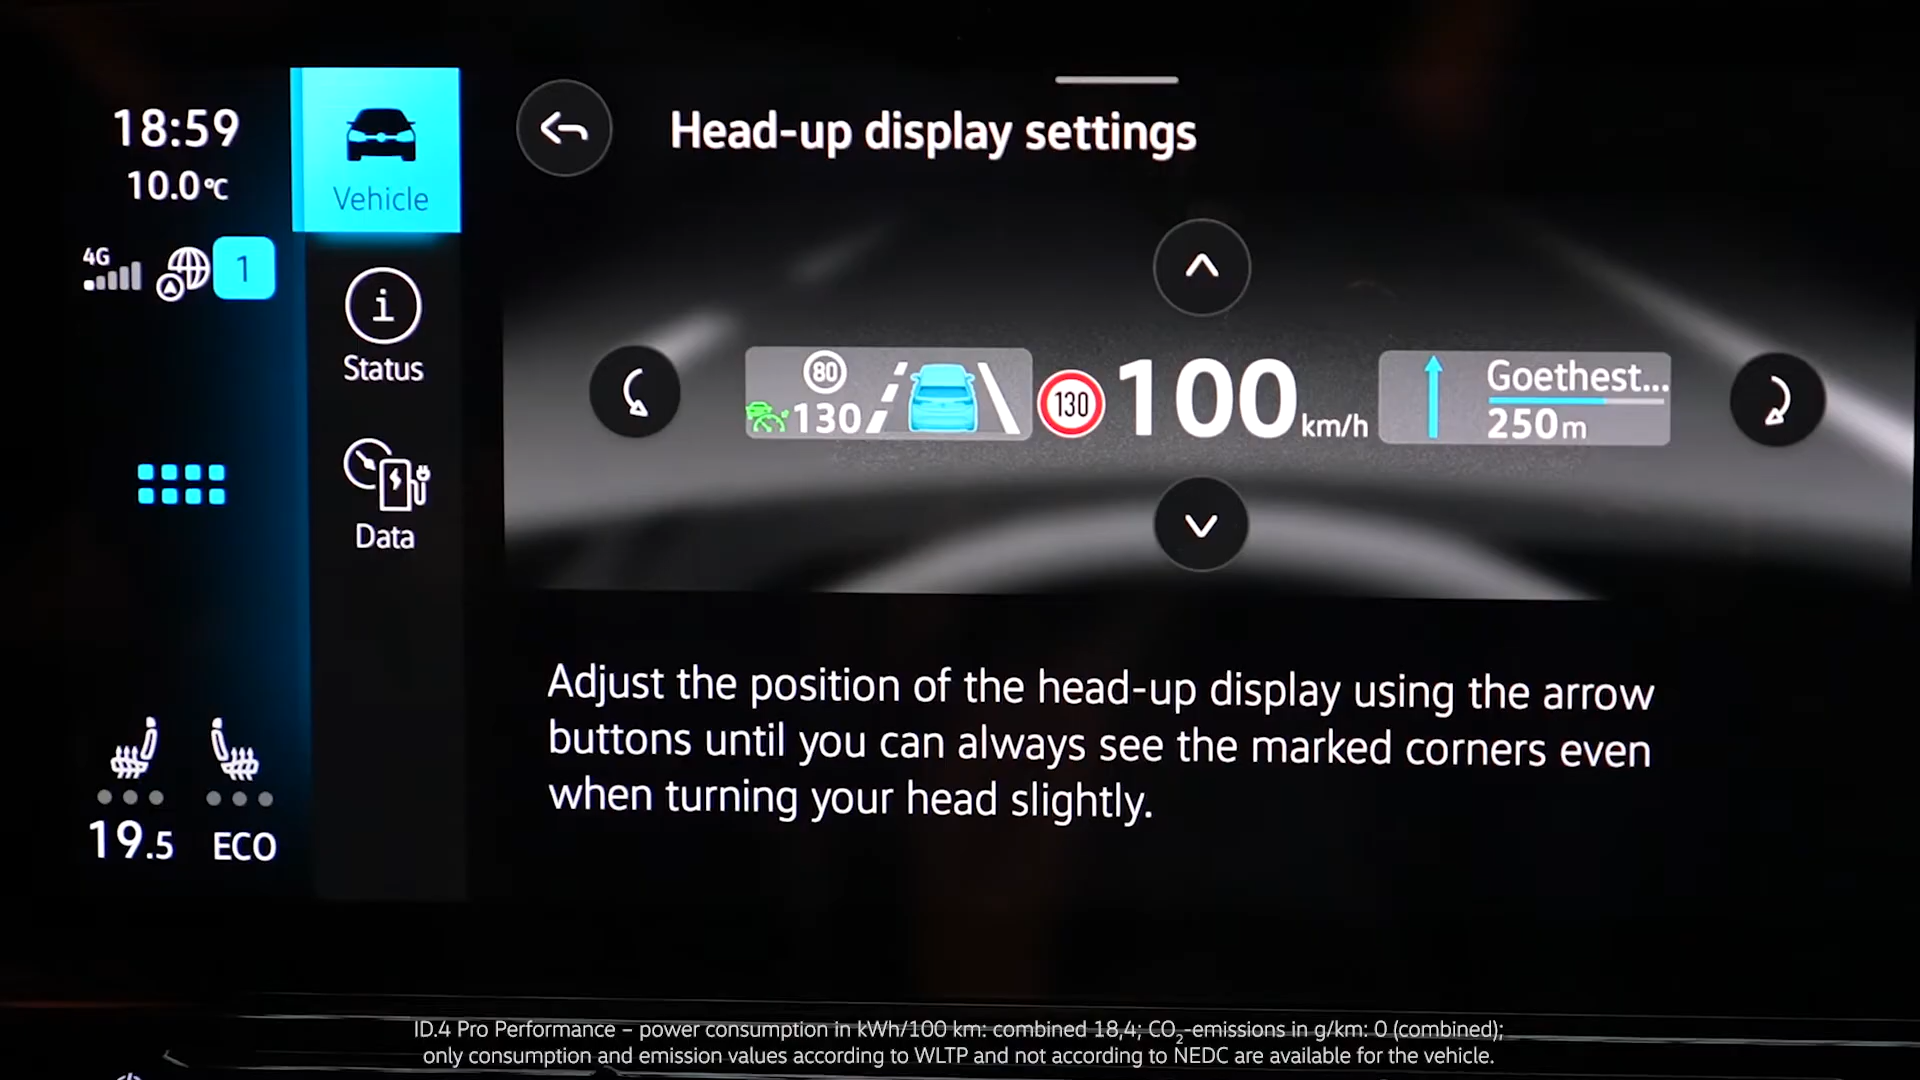 18:59
10.0°C
4G
1
Vehicle
Status
Data
19.5
ECO
Head-up display settings
80
130
130
100 km/h
Goethest...
250 m
Adjust the position of the head-up display using the arrow
buttons until you can always see the marked corners even
when turning your head slightly.
ID.4 Pro Performance – power consumption in kWh/100 km: combined 18,4; CO₂-emissions in g/km: 0 (combined);
only consumption and emission values according to WLTP and not according to NEDC are available for the vehicle.